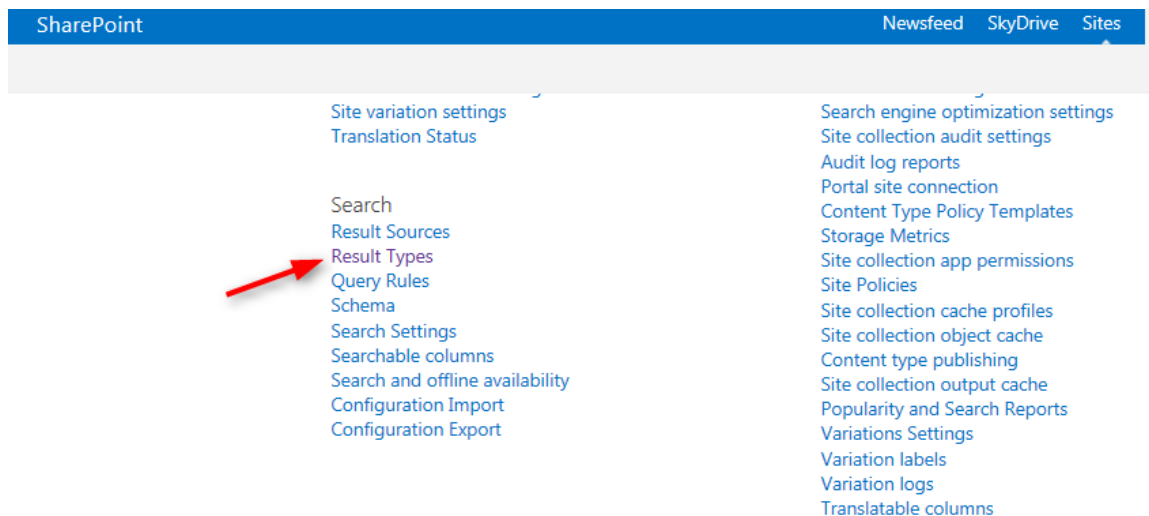 SharePoint
Newsfeed SkyDrive Sites
Site variation settings
Translation Status
Search
Result Sources
Result Types
Query Rules
Schema
Search Settings
Searchable columns
Search and offline availability
Configuration Import
Configuration Export
Search engine optimization settings
Site collection audit settings
Audit log reports
Portal site connection
Content Type Policy Templates
Storage Metrics
Site collection app permissions
Site Policies
Site collection cache profiles
Site collection object cache
Content type publishing
Site collection output cache
Popularity and Search Reports
Variations Settings
Variation labels
Variation logs
Translatable columns